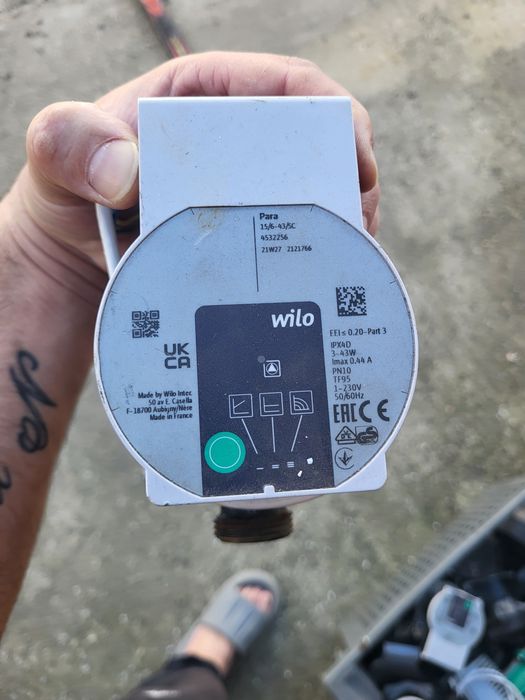 Para
15/6-43/SC
4532256
21W27 2121766
wilo
EEI ≤ 0.20-Part 3
IPX4D
3-43W
Imax 0.44 A
PN10
TF95
1~230V
50/60Hz
UK
CA
Made by Wilo Intec
50 av E. Casella
F-18700 Aubigny/Nère
Made in France
EAC CE